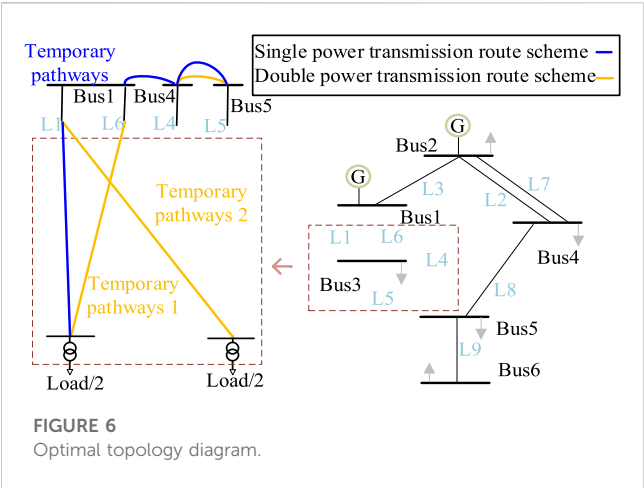 Temporary
pathways
Single power transmission route scheme
Double power transmission route scheme
Bus1
Bus4
Bus5
L1
L6
L4
L5
Temporary
pathways 2
Temporary
pathways 1
Load/2
Load/2
G
Bus2
G
L3
L2
L7
Bus1
L1
L6
L4
Bus4
Bus3
L5
L8
Bus5
L9
Bus6
FIGURE 6
Optimal topology diagram.